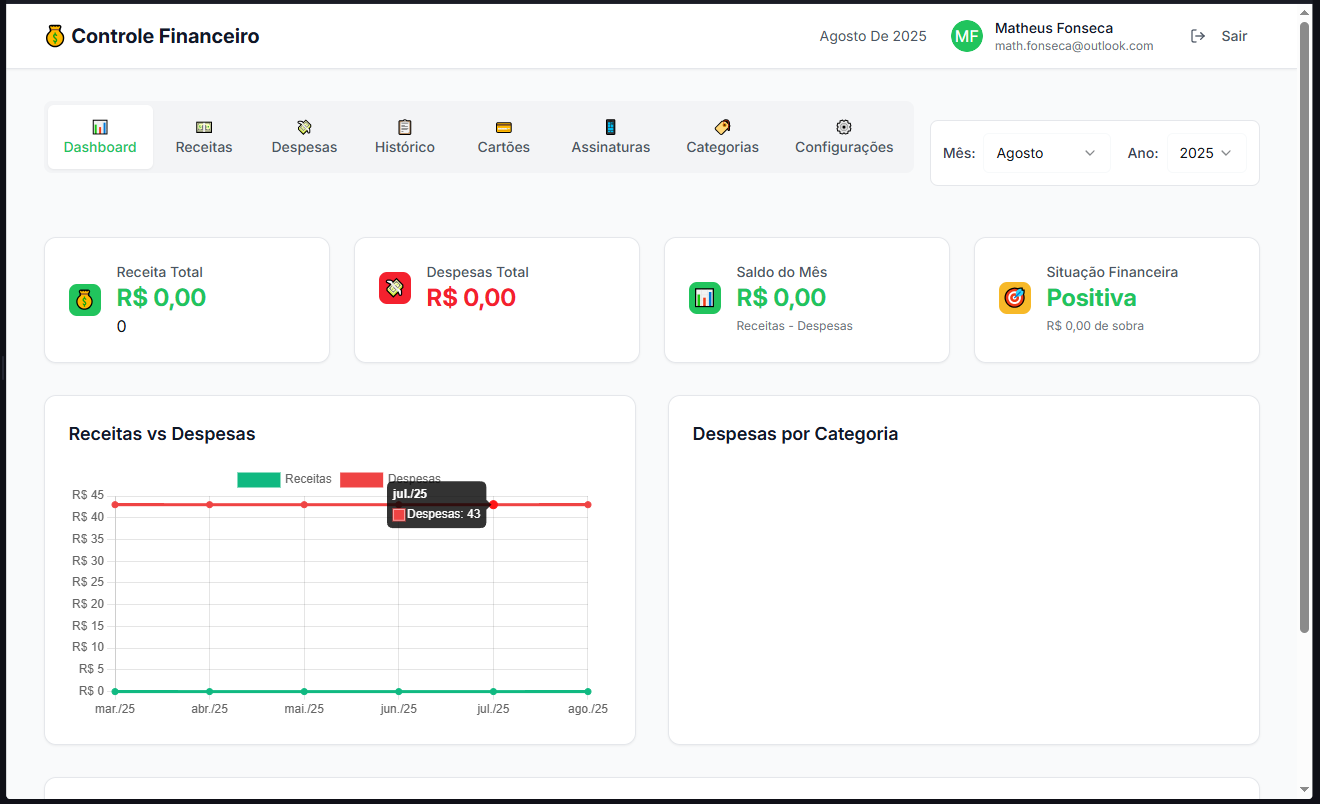 Controle Financeiro
Agosto De 2025
MF
Matheus Fonseca
math.fonseca@outlook.com
Sair
Dashboard
Receitas
Despesas
Histórico
Cartões
Assinaturas
Categorias
Configurações
Mês:
Agosto
Ano:
2025
Receita Total
R$ 0,00
0
Despesas Total
R$ 0,00
Saldo do Mês
R$ 0,00
Receitas - Despesas
Situação Financeira
Positiva
R$ 0,00 de sobra
Receitas vs Despesas
Receitas
Despesas
jul./25
Despesas: 43
R$ 45
R$ 40
R$ 35
R$ 30
R$ 25
R$ 20
R$ 15
R$ 10
R$ 5
R$ 0
mar./25
abr./25
mai./25
jun./25
jul./25
ago./25
Despesas por Categoria